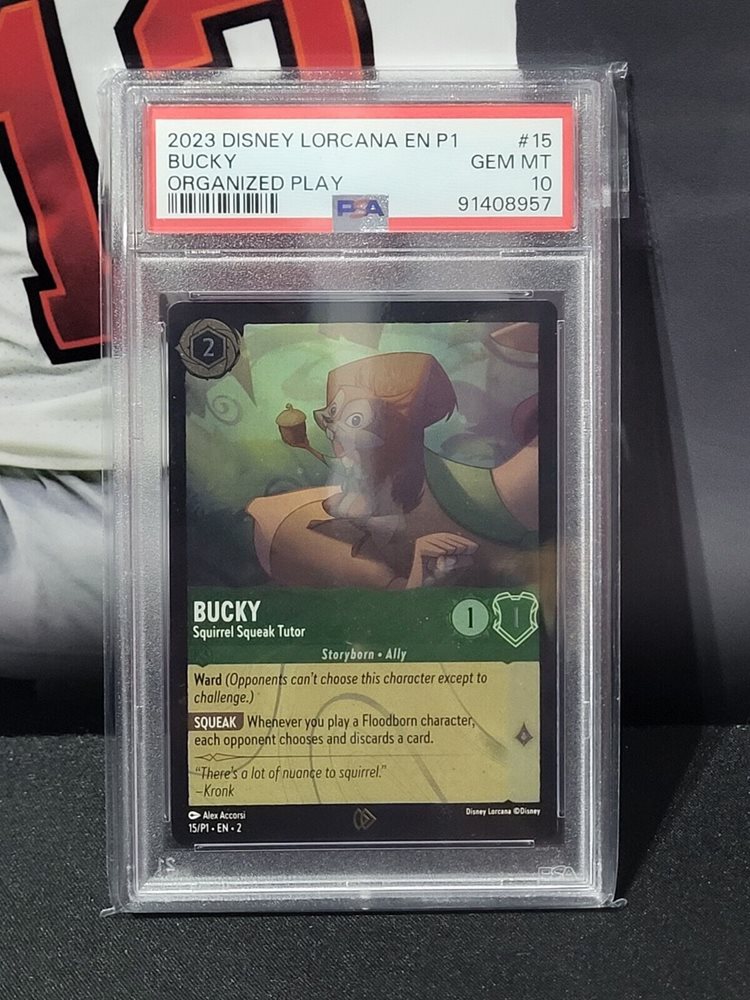 2023 DISNEY LORCANA EN P1 #15
BUCKY GEM MT
ORGANIZED PLAY 10
PSA 91408957
2
BUCKY 1 1
Squirrel Squeak Tutor
Storyborn • Ally
Ward (Opponents can't choose this character except to
challenge.)
SQUEAK Whenever you play a Floodborn character,
each opponent chooses and discards a card.
"There's a lot of nuance to squirrel."
–Kronk
Alex Accorsi Disney Lorcana ©Disney
15/P1 • EN • 2
PSA